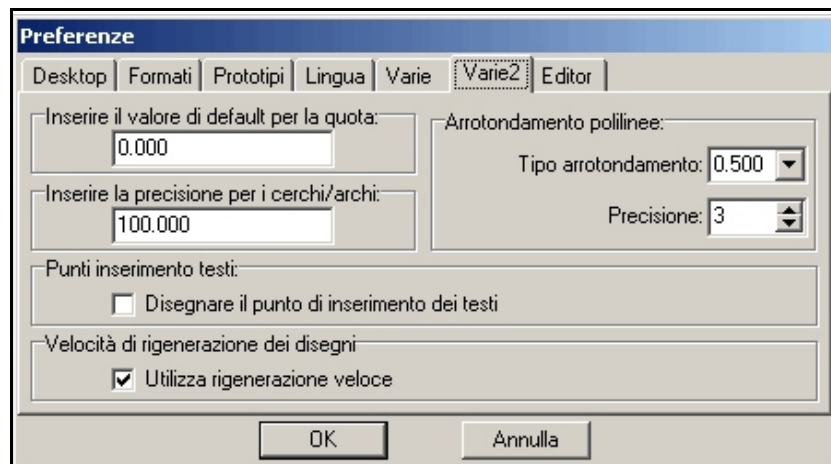 Preferenze
Desktop Formati Prototipi Lingua Varie Varie2 Editor
Inserire il valore di default per la quota:
0.000
Inserire la precisione per i cerchi/archi:
100.000
Arrotondamento polilinee:
Tipo arrotondamento: 0.500
Precisione: 3
Punti inserimento testi:
Disegnare il punto di inserimento dei testi
Velocità di rigenerazione dei disegni
Utilizza rigenerazione veloce
OK Annulla